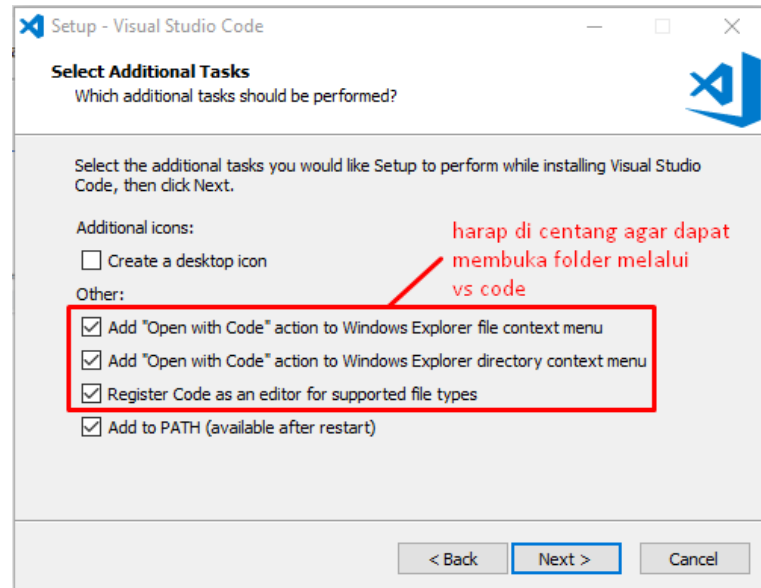 Setup - Visual Studio Code
Select Additional Tasks
Which additional tasks should be performed?
Select the additional tasks you would like Setup to perform while installing Visual Studio
Code, then click Next.
Additional icons:
Create a desktop icon
harap di centang agar dapat
membuka folder melalui
vs code
Other:
Add "Open with Code" action to Windows Explorer file context menu
Add "Open with Code" action to Windows Explorer directory context menu
Register Code as an editor for supported file types
Add to PATH (available after restart)
< Back
Next >
Cancel